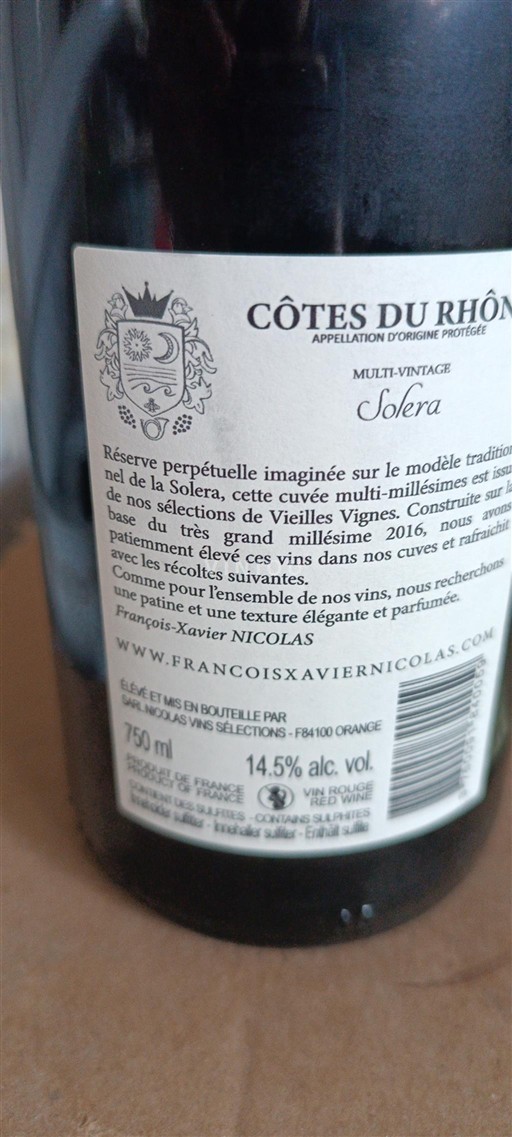 CÔTES DU RHÔN
APPELLATION D'ORIGINE PROTÉGÉE
MULTI-VINTAGE
Solera
Réserve perpétuelle imaginée sur le modèle tradition
nel de la Solera, cette cuvée multi-millésimes est issu
de nos sélections de Vieilles Vignes. Construite sur la
base du très grand millésime 2016, nous avons
patiemment élevé ces vins dans nos cuves et rafraichit
avec les récoltes suivantes.
Comme pour l'ensemble de nos vins, nous recherchons
une patine et une texture élégante et parfumée.
François-Xavier NICOLAS
WWW.FRANCOISXAVIERNICOLAS.COM
ÉLEVÉ ET MIS EN BOUTEILLE PAR
SARL NICOLAS VINS SÉLECTIONS - F84100 ORANGE
750 ml
14.5% alc. vol.
PRODUIT DE FRANCE
PRODUCT OF FRANCE
VIN ROUGE
RED WINE
CONTIENT DES SULFITES - CONTAINS SULPHITES
Innehåller sulfiter - Enthält sulfite